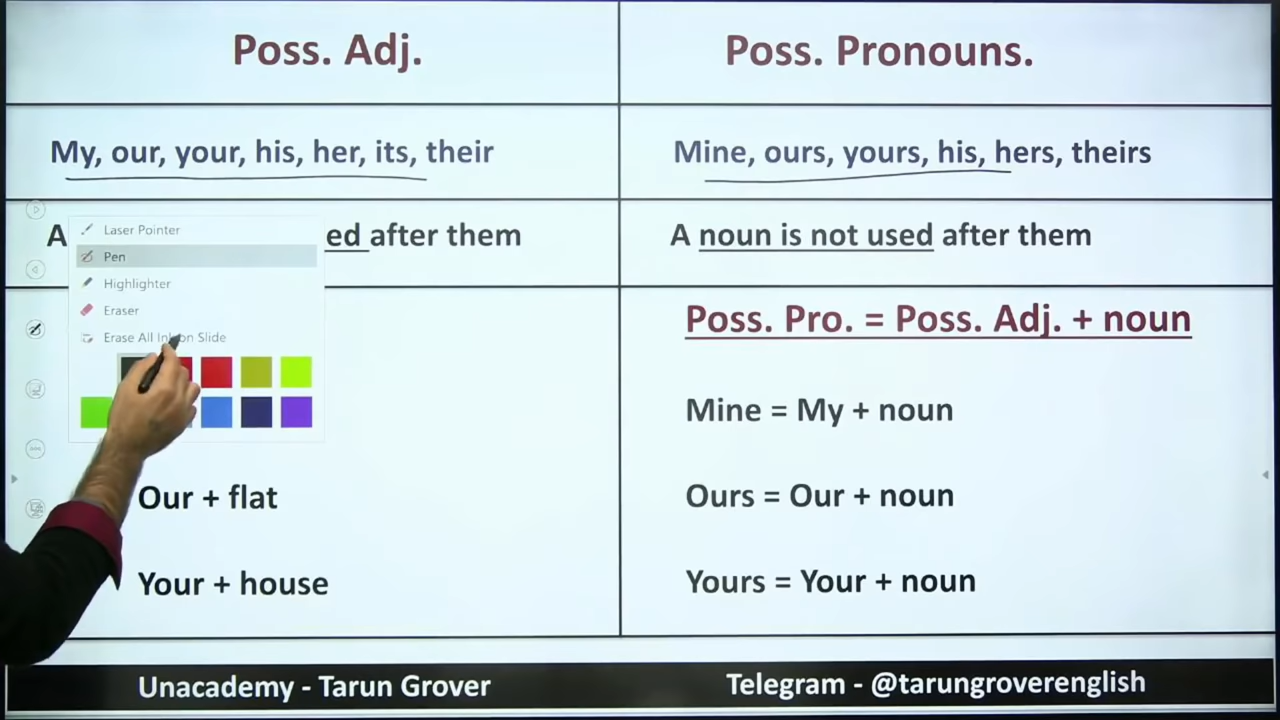 Poss. Adj.
Poss. Pronouns.
My, our, your, his, her, its, their
Mine, ours, yours, his, hers, theirs
A
ed after them
A noun is not used after them
Laser Pointer
Pen
Highlighter
Eraser
Erase All Ink on Slide
Poss. Pro. = Poss. Adj. + noun
Mine = My + noun
Our + flat
Ours = Our + noun
Your + house
Yours = Your + noun
Unacademy - Tarun Grover
Telegram - @tarungroverenglish